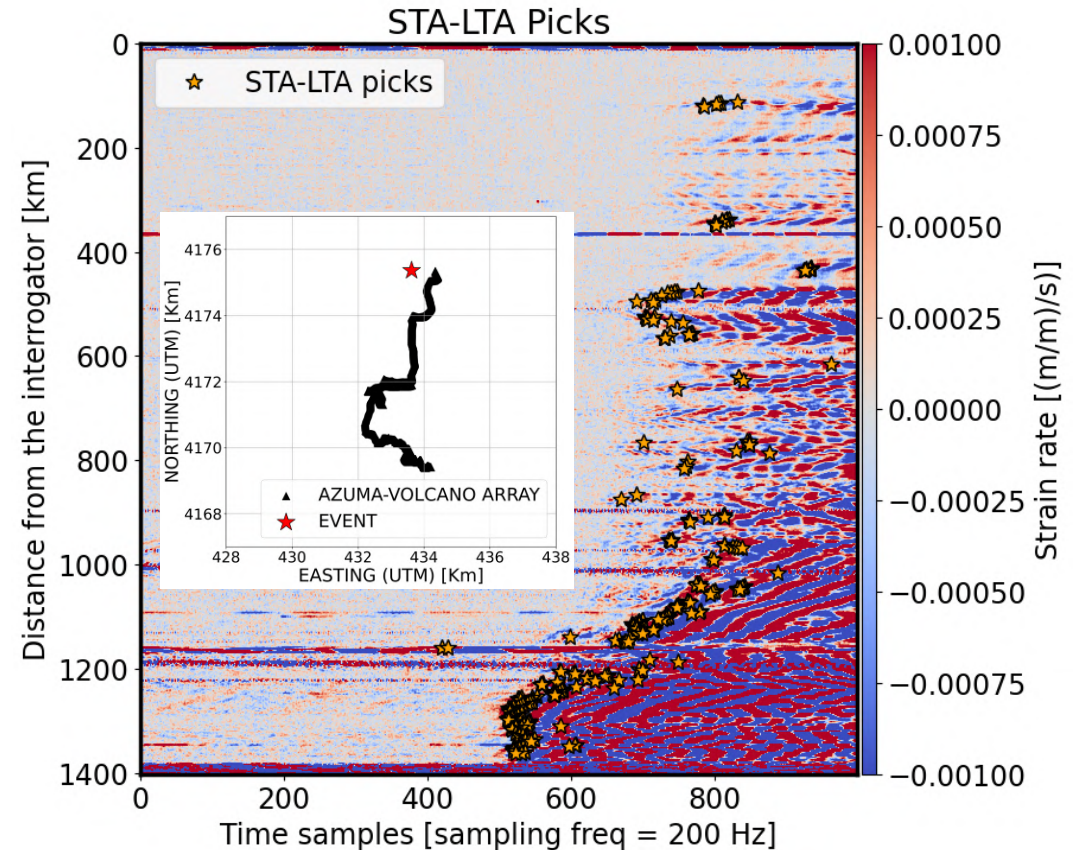 STA-LTA Picks
STA-LTA picks
Distance from the interrogator [km]
0
200
400
600
800
1000
1200
1400
0 200 400 600 800
Time samples [sampling freq = 200 Hz]
NORTHING (UTM) [Km]
4176
4174
4172
4170
4168
AZUMA-VOLCANO ARRAY
EVENT
428 430 432 434 436 438
EASTING (UTM) [Km]
0.00100
0.00075
0.00050
0.00025
0.00000
−0.00025
−0.00050
−0.00075
−0.00100
Strain rate [(m/m)/s)]